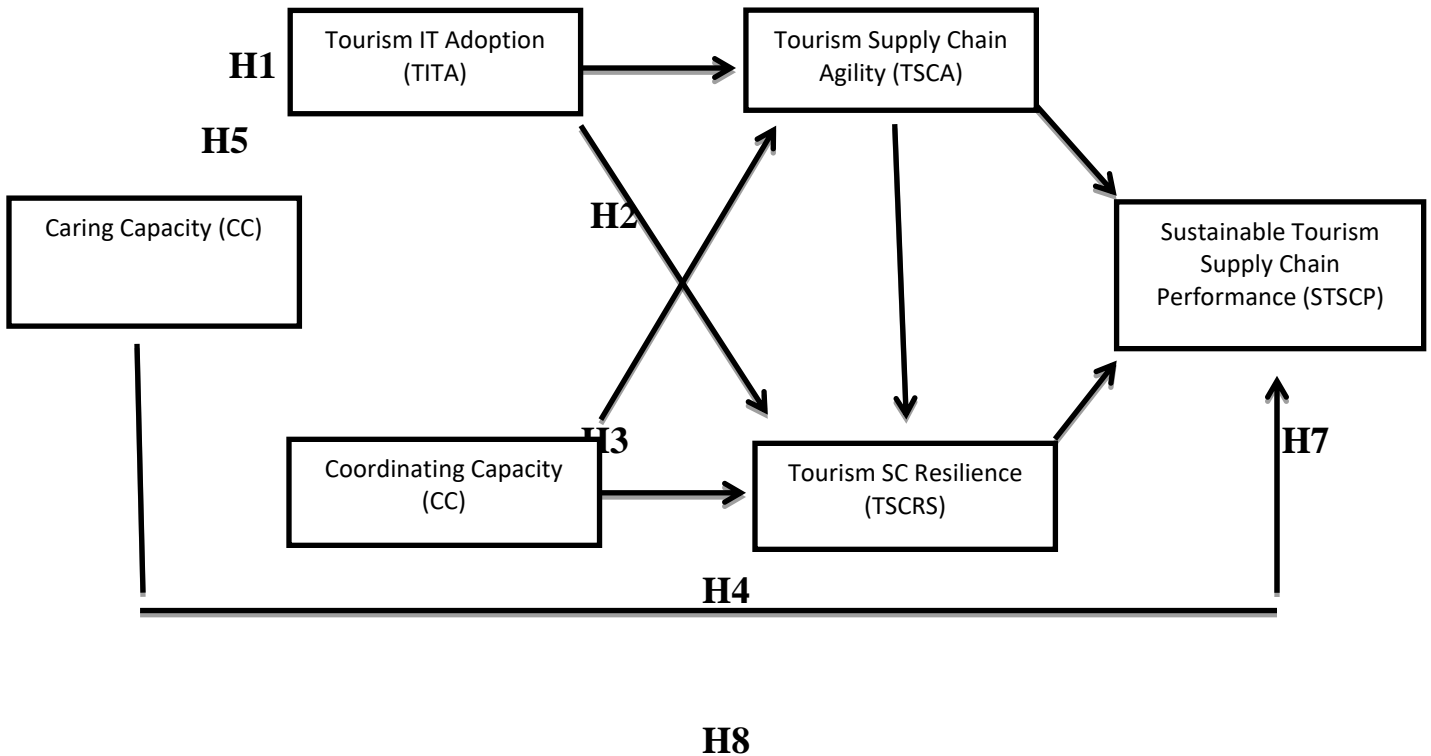 Tourism IT Adoption
(TITA)
Tourism Supply Chain
Agility (TSCA)
H1
H5
Caring Capacity (CC)
H2
Sustainable Tourism
Supply Chain
Performance (STSCP)
H3
H7
Coordinating Capacity
(CC)
Tourism SC Resilience
(TSCRS)
H4
H8